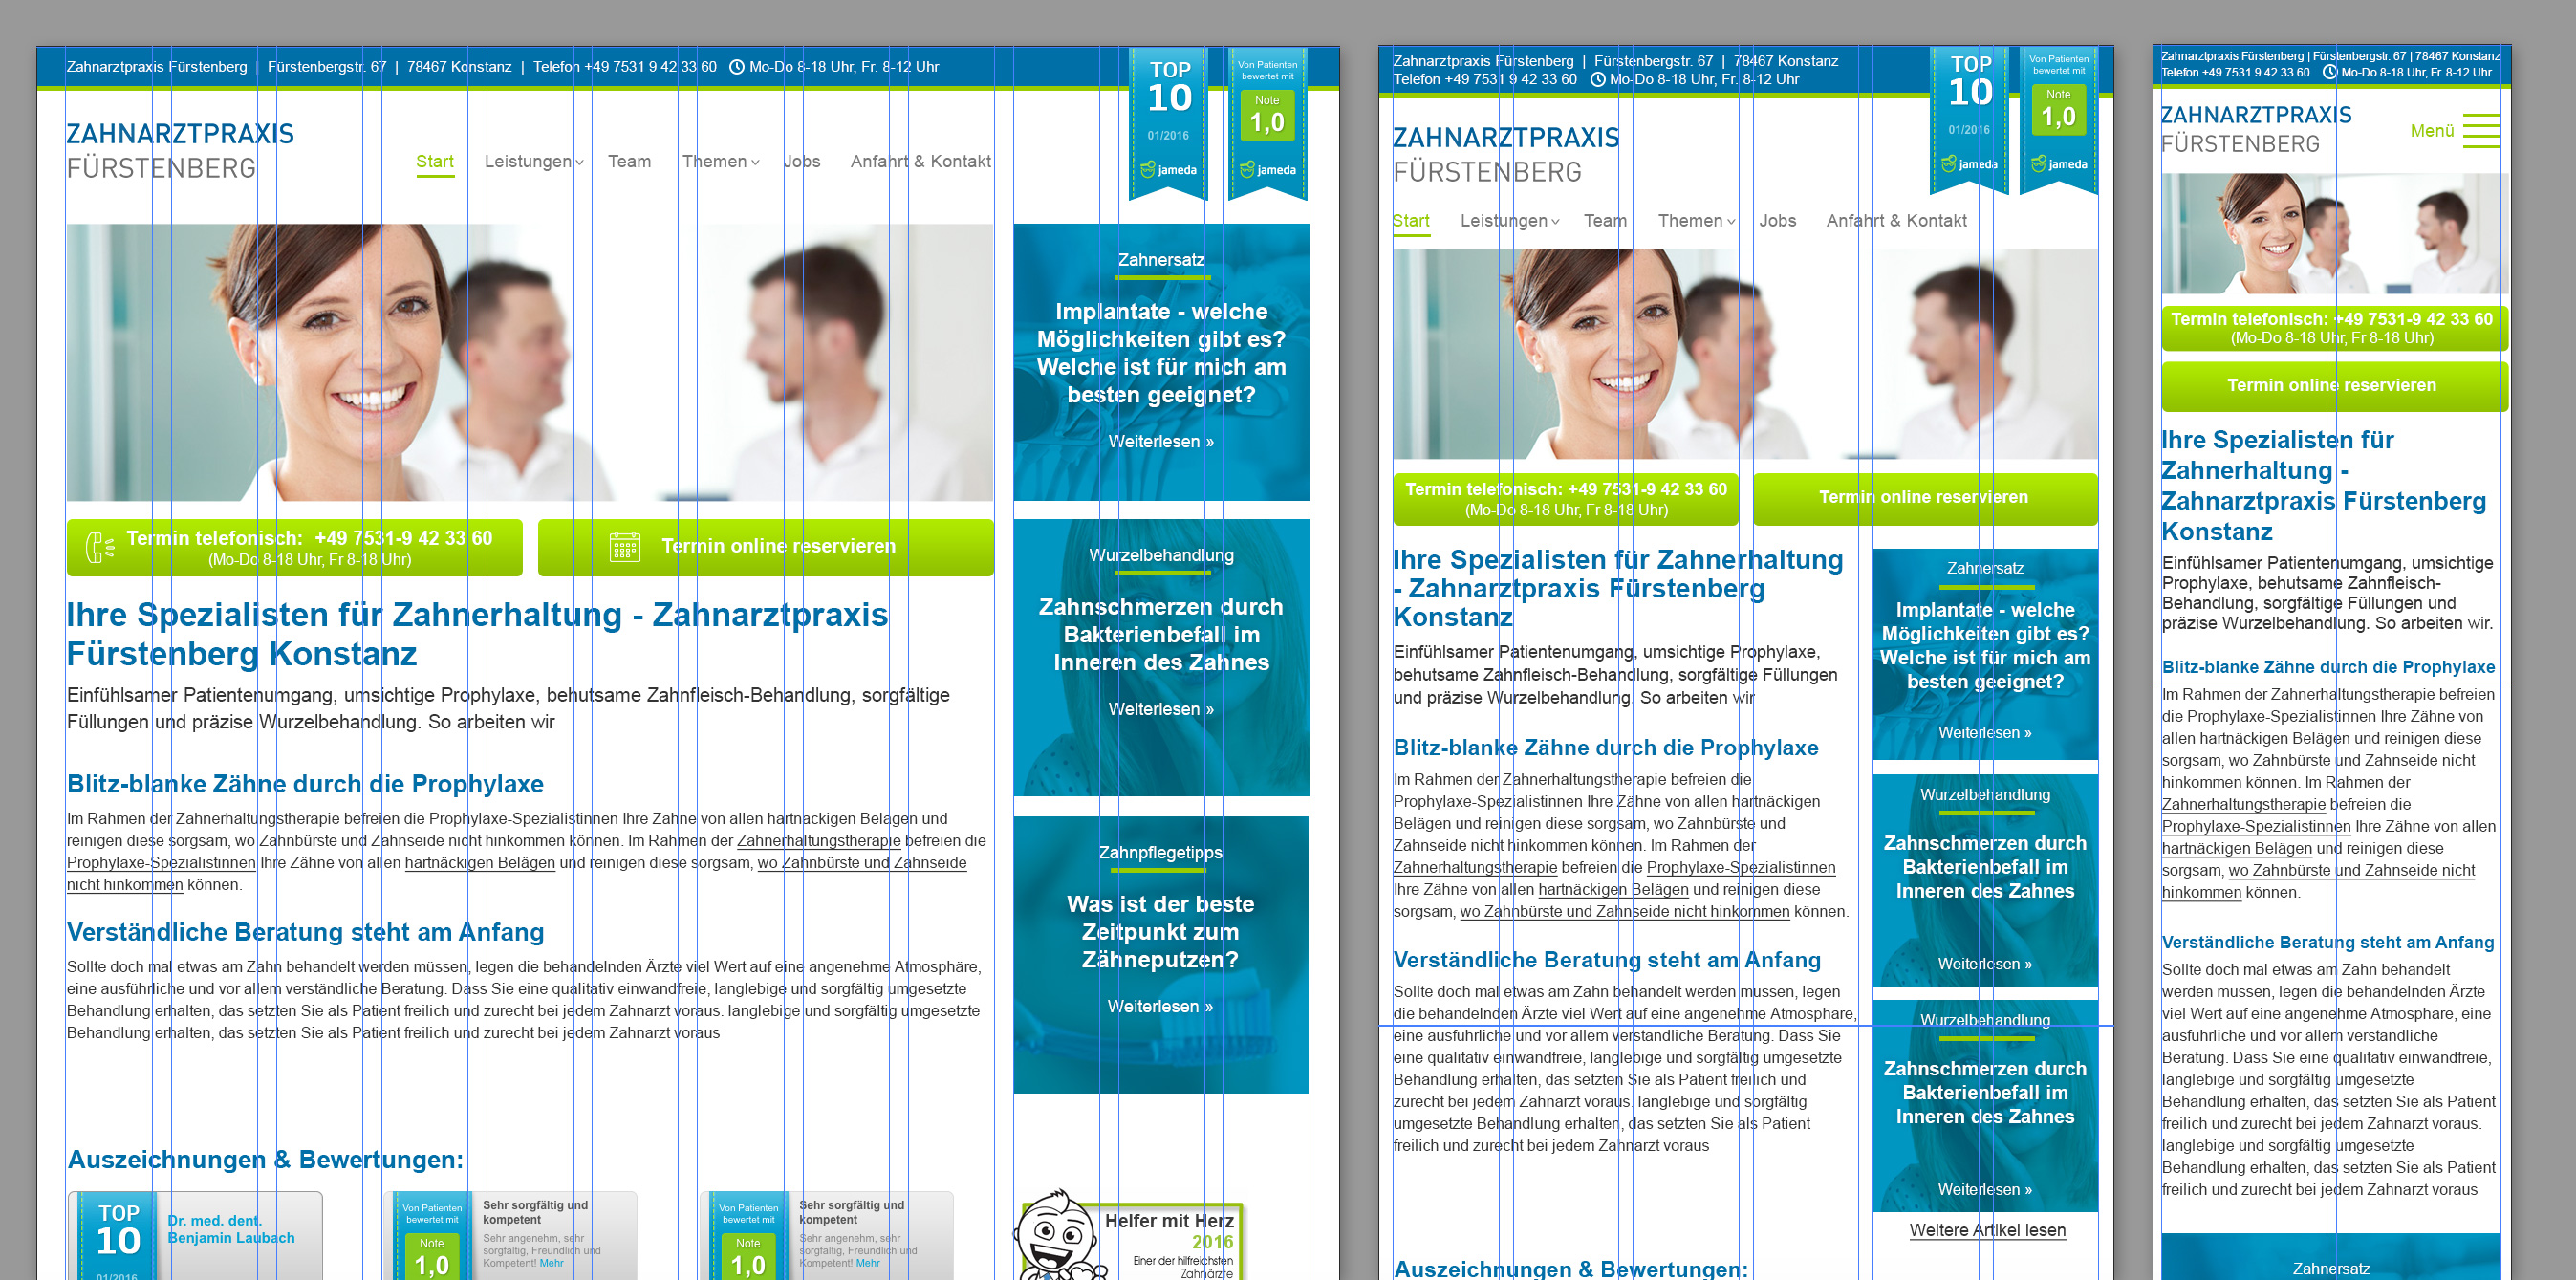 Zahnarztpraxis Fürstenberg | Fürstenbergstr. 67 | 78467 Konstanz | Telefon +49 7531 9 42 33 60 Mo-Do 8-18 Uhr, Fr. 8-12 Uhr
TOP
10
01/2016
jameda
Von Patienten
bewertet mit
Note
1,0
jameda
ZAHNARZTPRAXIS
FÜRSTENBERG
Start Leistungen Team Themen Jobs Anfahrt & Kontakt
Termin telefonisch: +49 7531-9 42 33 60
(Mo-Do 8-18 Uhr, Fr 8-18 Uhr)
Termin online reservieren
Ihre Spezialisten für Zahnerhaltung - Zahnarztpraxis
Fürstenberg Konstanz
Einfühlsamer Patientenumgang, umsichtige Prophylaxe, behutsame Zahnfleisch-Behandlung, sorgfältige
Füllungen und präzise Wurzelbehandlung. So arbeiten wir
Blitz-blanke Zähne durch die Prophylaxe
Im Rahmen der Zahnerhaltungstherapie befreien die Prophylaxe-Spezialistinnen Ihre Zähne von allen hartnäckigen Belägen und
reinigen diese sorgsam, wo Zahnbürste und Zahnseide nicht hinkommen können. Im Rahmen der Zahnerhaltungstherapie befreien die
Prophylaxe-Spezialistinnen Ihre Zähne von allen hartnäckigen Belägen und reinigen diese sorgsam, wo Zahnbürste und Zahnseide
nicht hinkommen können.
Verständliche Beratung steht am Anfang
Sollte doch mal etwas am Zahn behandelt werden müssen, legen die behandelnden Ärzte viel Wert auf eine angenehme Atmosphäre,
eine ausführliche und vor allem verständliche Beratung. Dass Sie eine qualitativ einwandfreie, langlebige und sorgfältig umgesetzte
Behandlung erhalten, das setzten Sie als Patient freilich und zurecht bei jedem Zahnarzt voraus. langlebige und sorgfältig umgesetzte
Behandlung erhalten, das setzten Sie als Patient freilich und zurecht bei jedem Zahnarzt voraus
Zahnersatz
Implantate - welche
Möglichkeiten gibt es?
Welche ist für mich am
besten geeignet?
Weiterlesen »
Wurzelbehandlung
Zahnschmerzen durch
Bakterienbefall im
Inneren des Zahnes
Weiterlesen »
Zahnpflegetipps
Was ist der beste
Zeitpunkt zum
Zähneputzen?
Weiterlesen »
Auszeichnungen & Bewertungen:
TOP
10
01/2016
Dr. med. dent.
Benjamin Laubach
Von Patienten
bewertet mit
Note
1,0
Sehr sorgfältig und
kompetent
Sehr angenehm, sehr
sorgfältig, Freundlich und
Kompetent! Mehr
Von Patienten
bewertet mit
Note
1,0
Sehr sorgfältig und
kompetent
Sehr angenehm, sehr
sorgfältig, Freundlich und
Kompetent! Mehr
Helfer mit Herz
2016
Einer der hilfreichsten
Zahnärzte
Zahnarztpraxis Fürstenberg | Fürstenbergstr. 67 | 78467 Konstanz
Telefon +49 7531 9 42 33 60 Mo-Do 8-18 Uhr, Fr. 8-12 Uhr
TOP
10
01/2016
jameda
Von Patienten
bewertet mit
Note
1,0
jameda
ZAHNARZTPRAXIS
FÜRSTENBERG
Start Leistungen Team Themen Jobs Anfahrt & Kontakt
Termin telefonisch: +49 7531-9 42 33 60
(Mo-Do 8-18 Uhr, Fr 8-18 Uhr)
Termin online reservieren
Ihre Spezialisten für Zahnerhaltung
- Zahnarztpraxis Fürstenberg
Konstanz
Einfühlsamer Patientenumgang, umsichtige Prophylaxe,
behutsame Zahnfleisch-Behandlung, sorgfältige Füllungen
und präzise Wurzelbehandlung. So arbeiten wir
Blitz-blanke Zähne durch die Prophylaxe
Im Rahmen der Zahnerhaltungstherapie befreien die
Prophylaxe-Spezialistinnen Ihre Zähne von allen hartnäckigen
Belägen und reinigen diese sorgsam, wo Zahnbürste und
Zahnseide nicht hinkommen können. Im Rahmen der
Zahnerhaltungstherapie befreien die Prophylaxe-Spezialistinnen
Ihre Zähne von allen hartnäckigen Belägen und reinigen diese
sorgsam, wo Zahnbürste und Zahnseide nicht hinkommen können.
Verständliche Beratung steht am Anfang
Sollte doch mal etwas am Zahn behandelt werden müssen, legen
die behandelnden Ärzte viel Wert auf eine angenehme Atmosphäre,
eine ausführliche und vor allem verständliche Beratung. Dass Sie
eine qualitativ einwandfreie, langlebige und sorgfältig umgesetzte
Behandlung erhalten, das setzten Sie als Patient freilich und
zurecht bei jedem Zahnarzt voraus. langlebige und sorgfältig
umgesetzte Behandlung erhalten, das setzten Sie als Patient
freilich und zurecht bei jedem Zahnarzt voraus
Zahnersatz
Implantate - welche
Möglichkeiten gibt es?
Welche ist für mich am
besten geeignet?
Weiterlesen »
Wurzelbehandlung
Zahnschmerzen durch
Bakterienbefall im
Inneren des Zahnes
Weiterlesen »
Wurzelbehandlung
Zahnschmerzen durch
Bakterienbefall im
Inneren des Zahnes
Weiterlesen »
Weitere Artikel lesen
Auszeichnungen & Bewertungen:
Zahnarztpraxis Fürstenberg | Fürstenbergstr. 67 | 78467 Konstanz
Telefon +49 7531 9 42 33 60 Mo-Do 8-18 Uhr, Fr. 8-12 Uhr
ZAHNARZTPRAXIS
FÜRSTENBERG
Menü
Termin telefonisch: +49 7531-9 42 33 60
(Mo-Do 8-18 Uhr, Fr 8-18 Uhr)
Termin online reservieren
Ihre Spezialisten für
Zahnerhaltung -
Zahnarztpraxis Fürstenberg
Konstanz
Einfühlsamer Patientenumgang, umsichtige
Prophylaxe, behutsame Zahnfleisch-
Behandlung, sorgfältige Füllungen und
präzise Wurzelbehandlung. So arbeiten wir.
Blitz-blanke Zähne durch die Prophylaxe
Im Rahmen der Zahnerhaltungstherapie befreien
die Prophylaxe-Spezialistinnen Ihre Zähne von
allen hartnäckigen Belägen und reinigen diese
sorgsam, wo Zahnbürste und Zahnseide nicht
hinkommen können. Im Rahmen der
Zahnerhaltungstherapie befreien die
Prophylaxe-Spezialistinnen Ihre Zähne von allen
hartnäckigen Belägen und reinigen diese
sorgsam, wo Zahnbürste und Zahnseide nicht
hinkommen können.
Verständliche Beratung steht am Anfang
Sollte doch mal etwas am Zahn behandelt
werden müssen, legen die behandelnden Ärzte
viel Wert auf eine angenehme Atmosphäre, eine
ausführliche und vor allem verständliche
Beratung. Dass Sie eine qualitativ einwandfreie,
langlebige und sorgfältig umgesetzte
Behandlung erhalten, das setzten Sie als Patient
freilich und zurecht bei jedem Zahnarzt voraus.
langlebige und sorgfältig umgesetzte
Behandlung erhalten, das setzten Sie als Patient
freilich und zurecht bei jedem Zahnarzt voraus
Zahnersatz